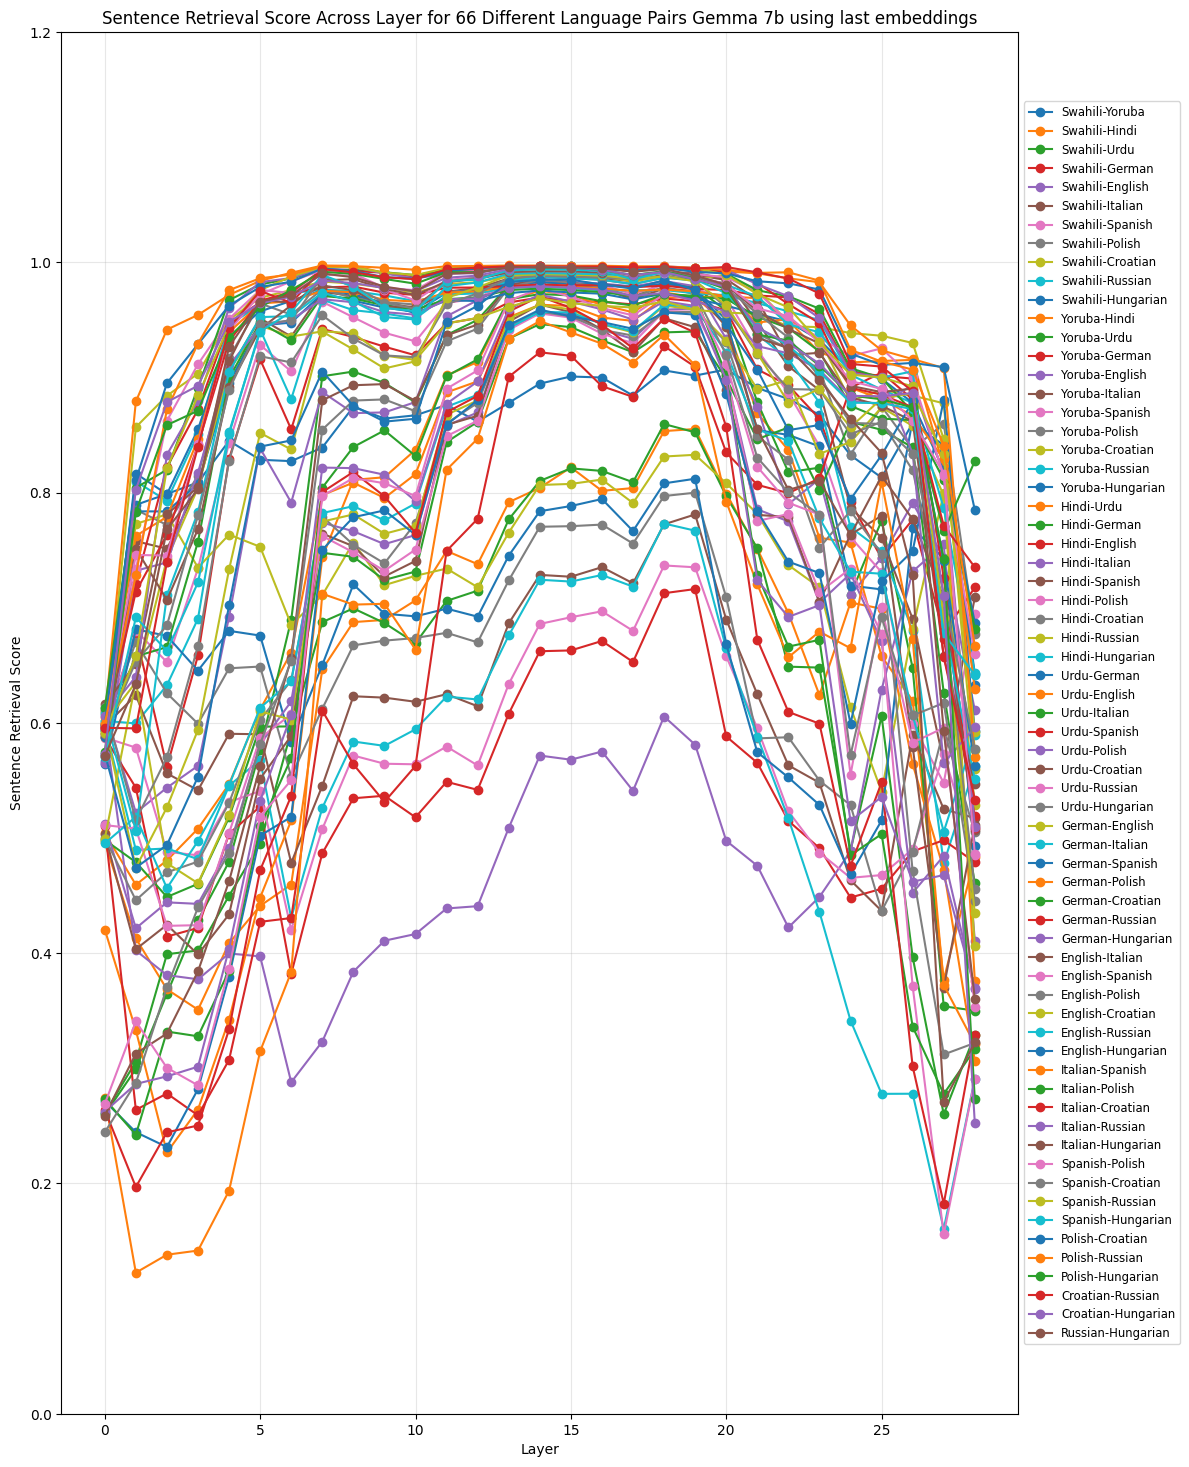 Sentence Retrieval Score Across Layer for 66 Different Language Pairs Gemma 7b using last embeddings
1.2
1.0
0.8
0.6
0.4
0.2
0.0
Sentence Retrieval Score
0 5 10 15 20 25
Layer
Swahili-Yoruba
Swahili-Hindi
Swahili-Urdu
Swahili-German
Swahili-English
Swahili-Italian
Swahili-Spanish
Swahili-Polish
Swahili-Croatian
Swahili-Russian
Swahili-Hungarian
Yoruba-Hindi
Yoruba-Urdu
Yoruba-German
Yoruba-English
Yoruba-Italian
Yoruba-Spanish
Yoruba-Polish
Yoruba-Croatian
Yoruba-Russian
Yoruba-Hungarian
Hindi-Urdu
Hindi-German
Hindi-English
Hindi-Italian
Hindi-Spanish
Hindi-Polish
Hindi-Croatian
Hindi-Russian
Hindi-Hungarian
Urdu-German
Urdu-English
Urdu-Italian
Urdu-Spanish
Urdu-Polish
Urdu-Croatian
Urdu-Russian
Urdu-Hungarian
German-English
German-Italian
German-Spanish
German-Polish
German-Croatian
German-Russian
German-Hungarian
English-Italian
English-Spanish
English-Polish
English-Croatian
English-Russian
English-Hungarian
Italian-Spanish
Italian-Polish
Italian-Croatian
Italian-Russian
Italian-Hungarian
Spanish-Polish
Spanish-Croatian
Spanish-Russian
Spanish-Hungarian
Polish-Croatian
Polish-Russian
Polish-Hungarian
Croatian-Russian
Croatian-Hungarian
Russian-Hungarian